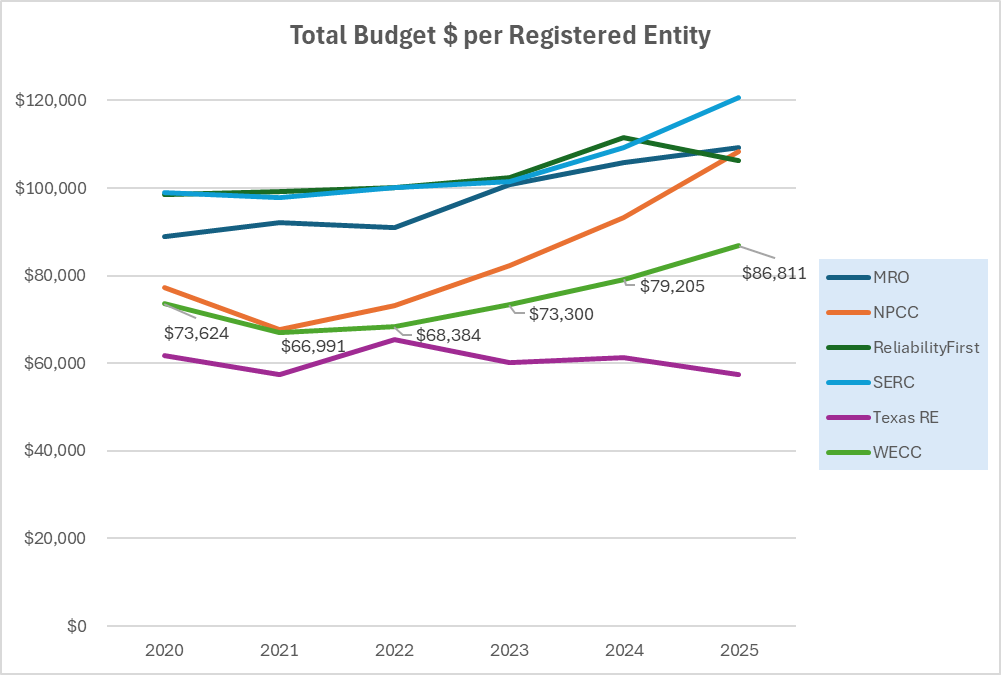 Total Budget $ per Registered Entity
$120,000
$100,000
$80,000
$60,000
$40,000
$20,000
$0
$73,624
$66,991
$68,384
$73,300
$79,205
$86,811
2020
2021
2022
2023
2024
2025
MRO
NPCC
ReliabilityFirst
SERC
Texas RE
WECC